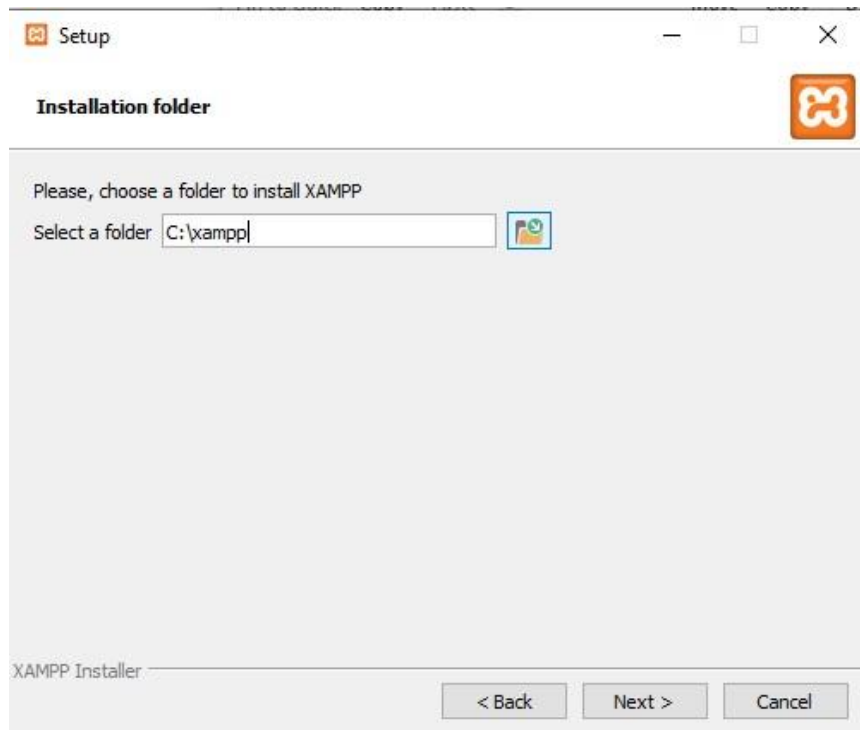 Setup
Installation folder
Please, choose a folder to install XAMPP
Select a folder C:\xampp
XAMPP Installer
< Back Next > Cancel